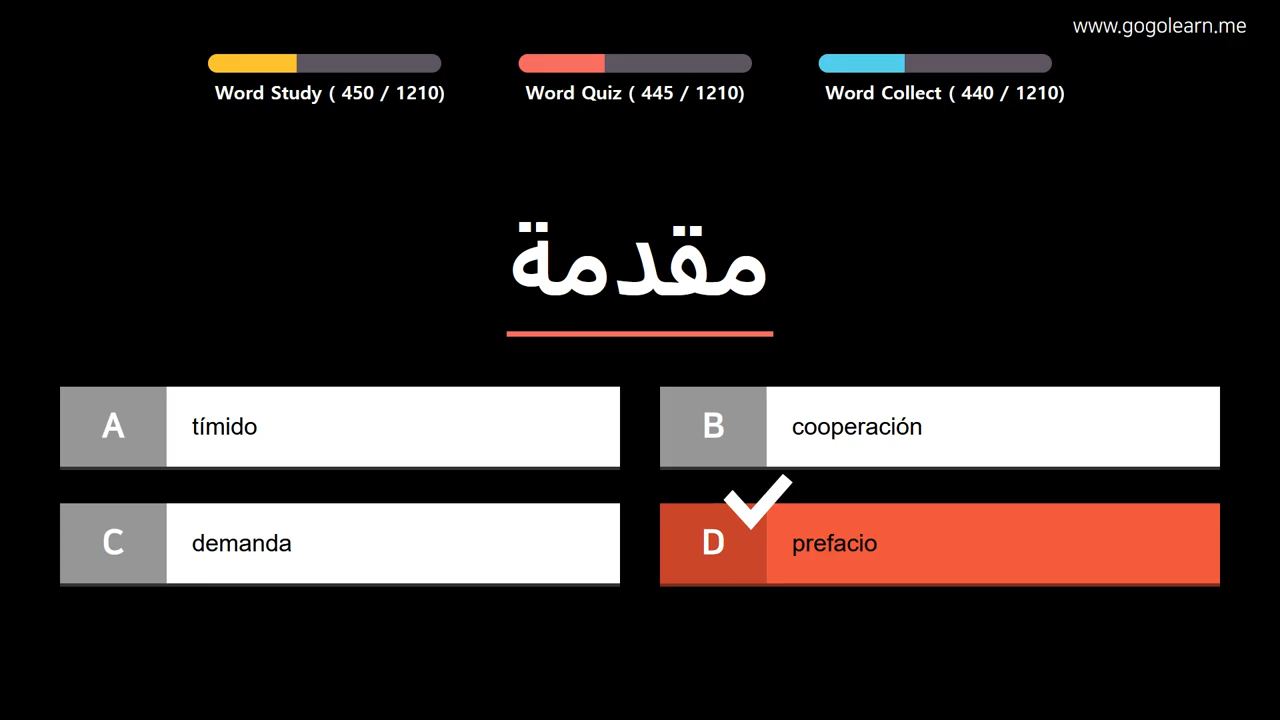 www.gogolearn.me
Word Study ( 450 / 1210)
Word Quiz ( 445 / 1210)
Word Collect ( 440 / 1210)
مقدمة
A tímido
B cooperación
C demanda
D prefacio